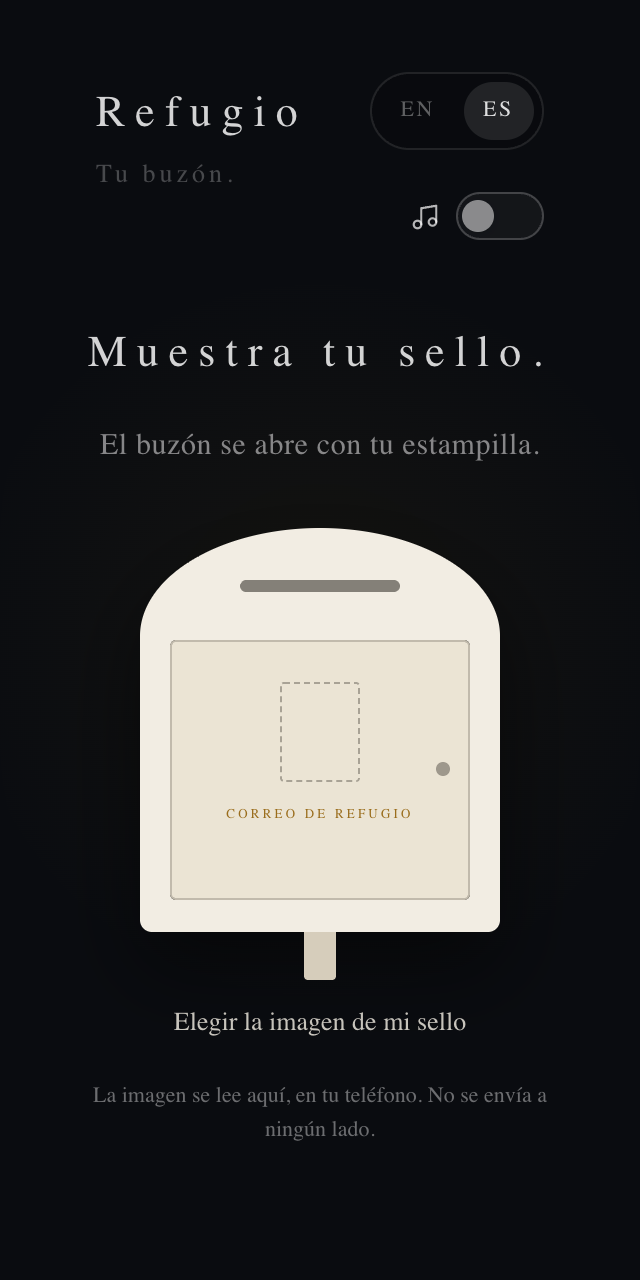 Refugio
EN ES
Tu buzón.
Muestra tu sello.
El buzón se abre con tu estampilla.
CORREO DE REFUGIO
Elegir la imagen de mi sello
La imagen se lee aquí, en tu teléfono. No se envía a
ningún lado.